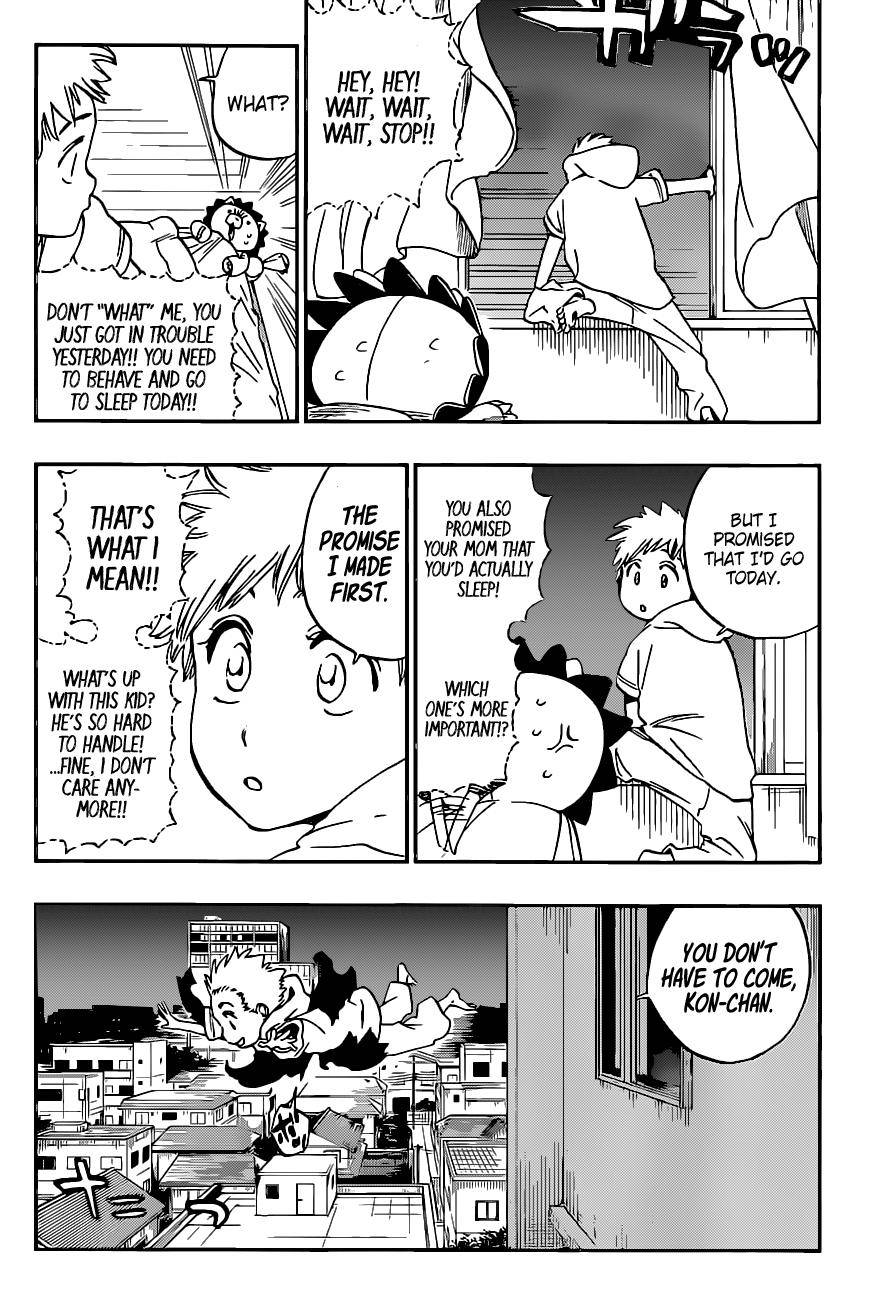 HEY, HEY!
WAIT, WAIT,
WAIT, STOP!!
WHAT?
DON'T "WHAT" ME, YOU
JUST GOT IN TROUBLE
YESTERDAY!! YOU NEED
TO BEHAVE AND GO
TO SLEEP TODAY!!
BUT I
PROMISED
THAT I'D GO
TODAY.
YOU ALSO
PROMISED
YOUR MOM THAT
YOU'D ACTUALLY
SLEEP!
WHICH
ONE'S MORE
IMPORTANT!?
THE
PROMISE
I MADE
FIRST.
THAT'S
WHAT I
MEAN!!
WHAT'S UP
WITH THIS KID?
HE'S SO HARD
TO HANDLE!
...FINE, I DON'T
CARE ANY-
MORE!!
YOU DON'T
HAVE TO COME,
KON-CHAN.